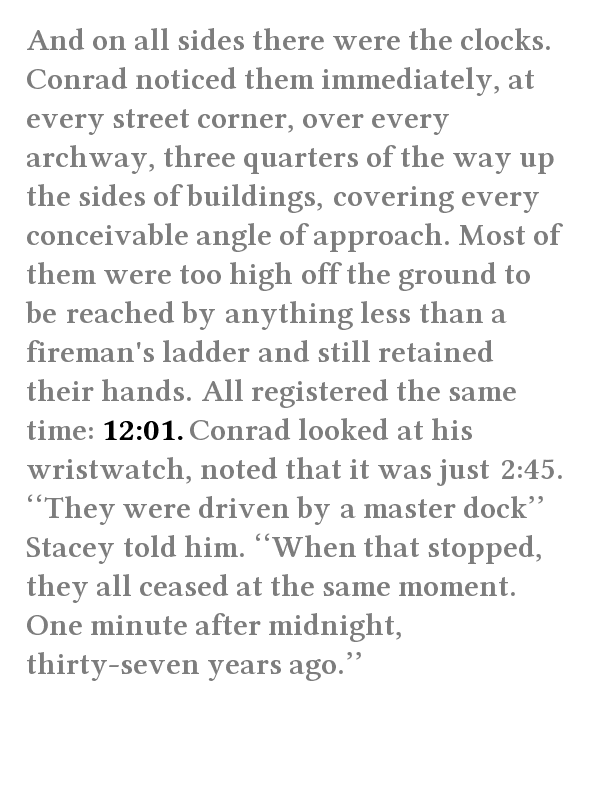 And on all sides there were the clocks.
Conrad noticed them immediately, at
every street corner, over every
archway, three quarters of the way up
the sides of buildings, covering every
conceivable angle of approach. Most of
them were too high off the ground to
be reached by anything less than a
fireman's ladder and still retained
their hands. All registered the same
time: 12:01. Conrad looked at his
wristwatch, noted that it was just 2:45.
‘‘They were driven by a master dock’’
Stacey told him. ‘‘When that stopped,
they all ceased at the same moment.
One minute after midnight,
thirty-seven years ago.’’